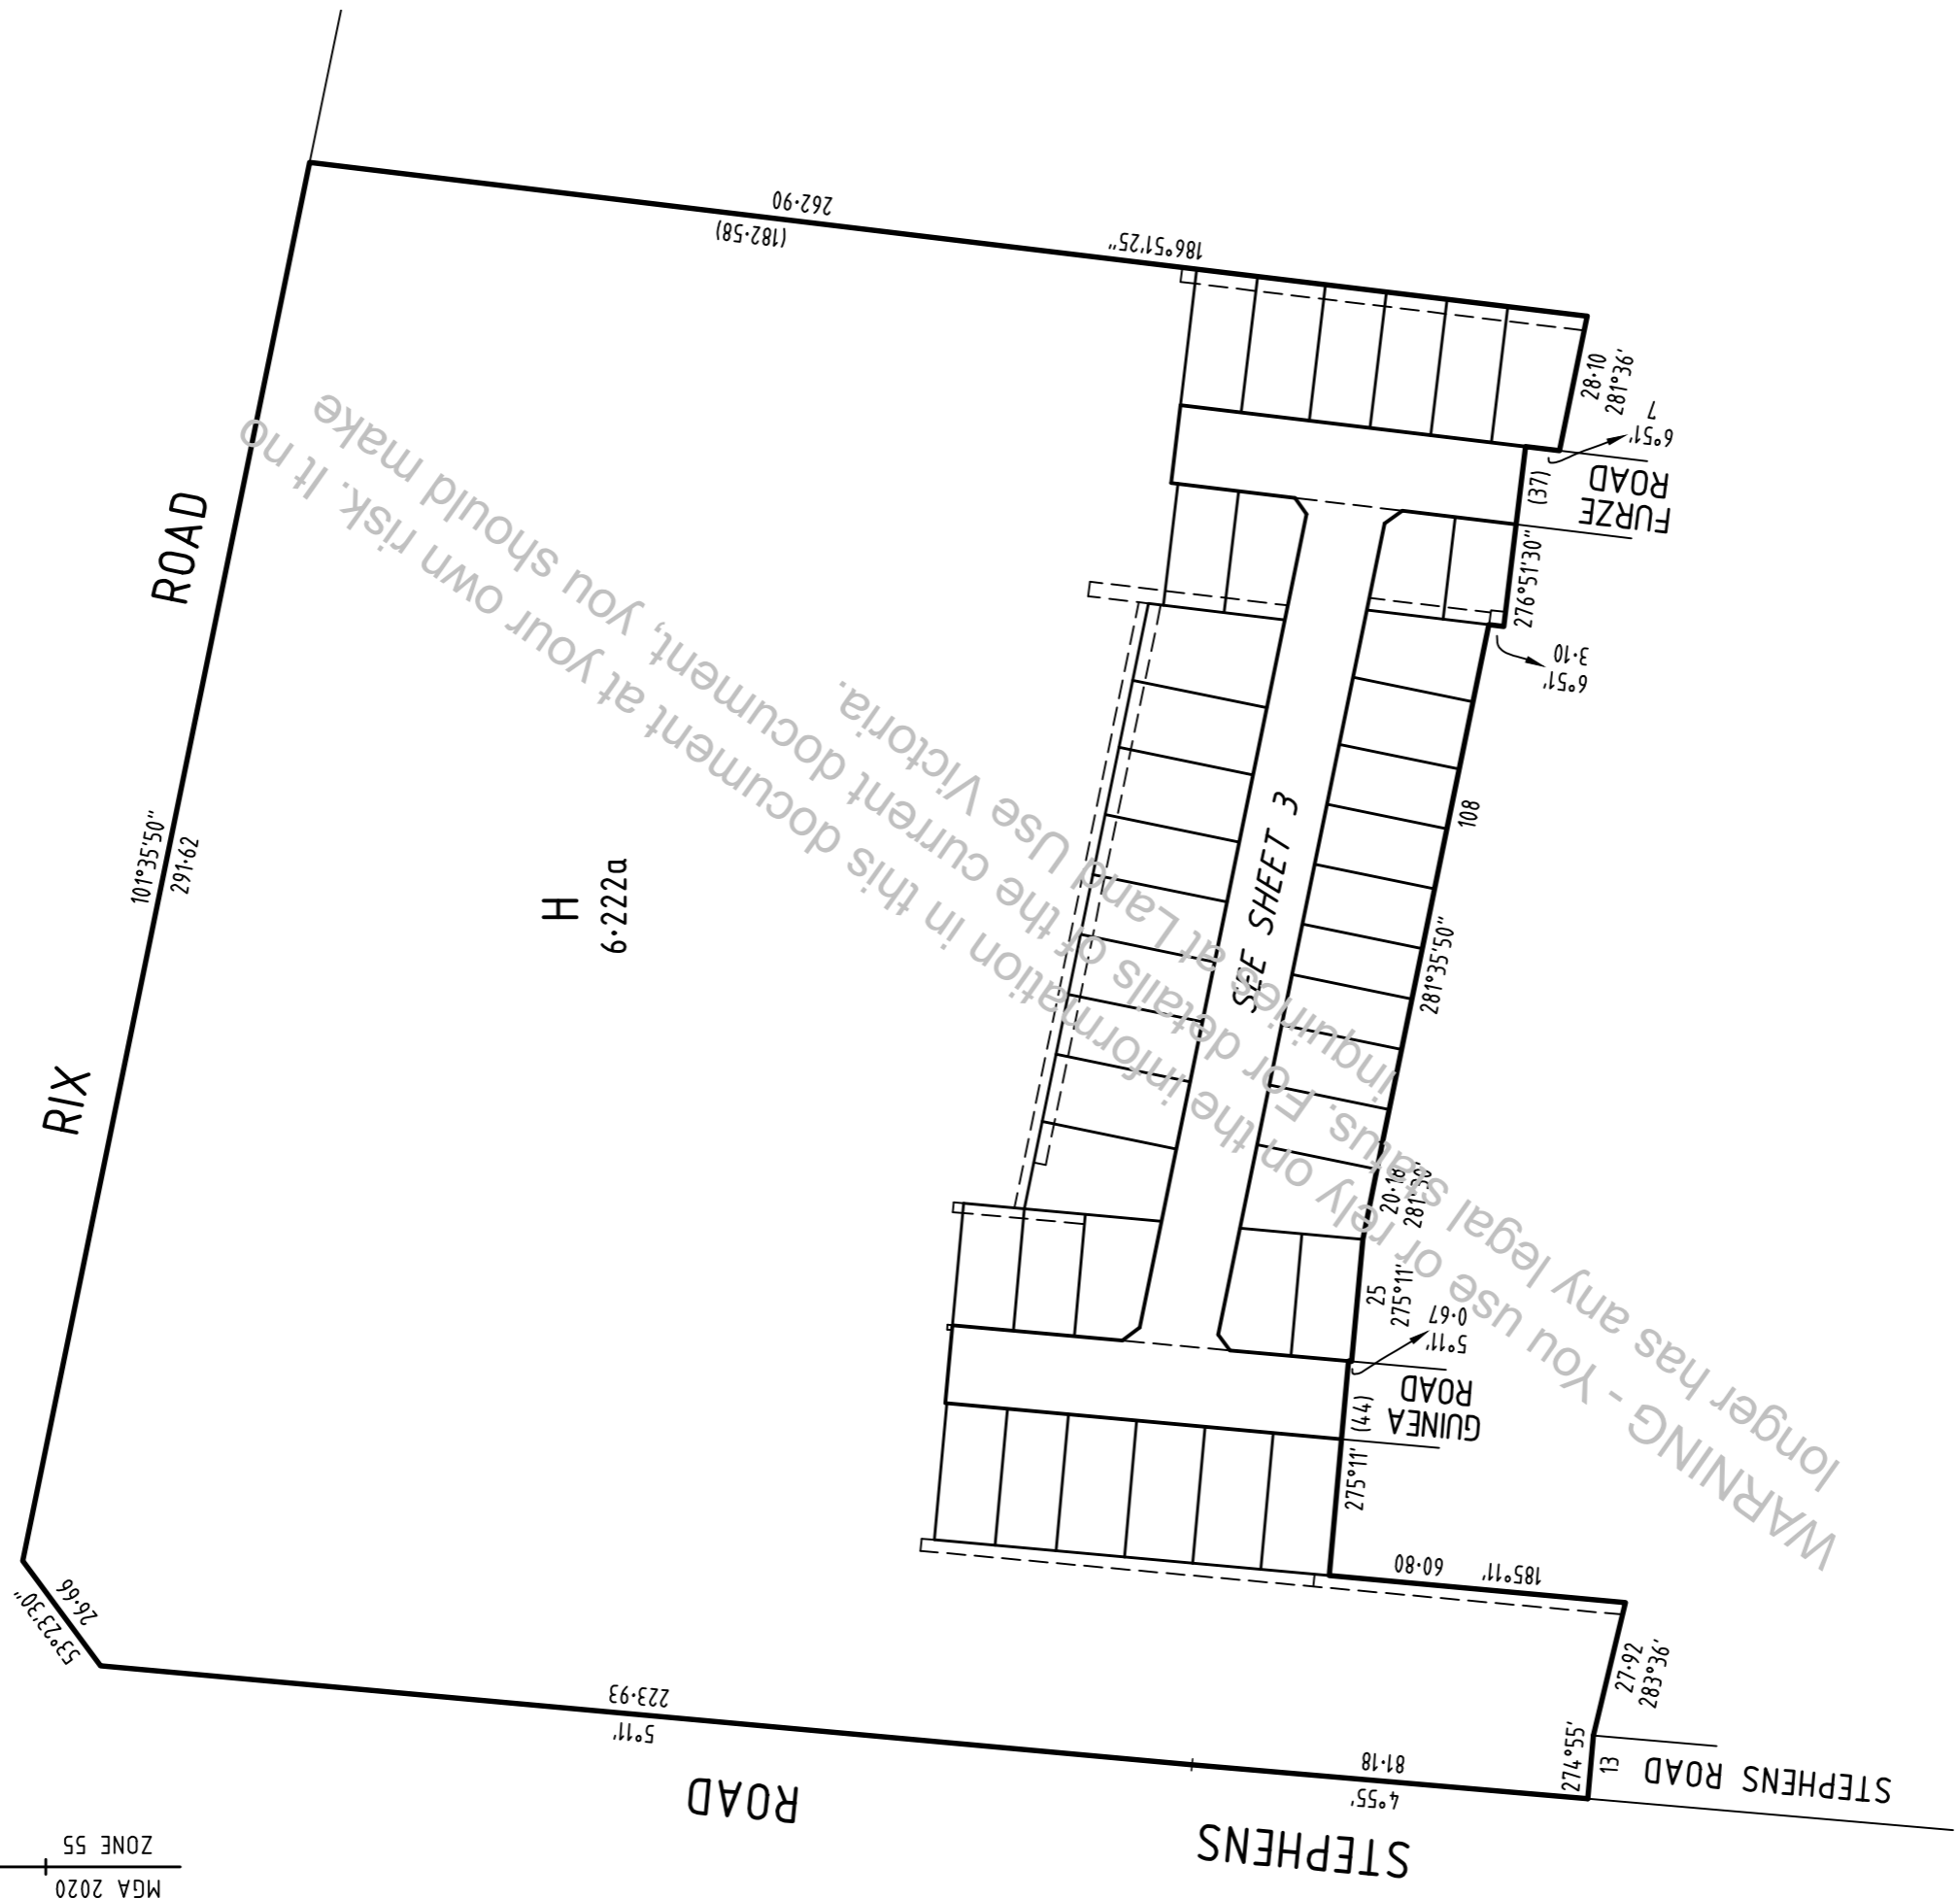 MGA 2020
ZONE 55
STEPHENS
ROAD
4°55'
81·18
5°11'
223·93
STEPHENS ROAD
13
274°55'
27·92
283°36'
53°23'30"
26·66
185°11'
60·80
275°11'
(44)
GUINEA
ROAD
5°11'
0·67
25
275°11'
20·18
108
281°35'50"
SEE SHEET 3
H
6·222a
RIX
ROAD
101°35'50"
291·62
6°51'
3·10
276°51'30"
(37)
FURZE
ROAD
6°51'
1
28·10
281°36'
186°51'25"
(182·58)
262·90
WARNING - You use or rely on the information in this document at your own risk. It no
longer has any legal status. For details of the current document, you should make
inquiries at Land Use Victoria.